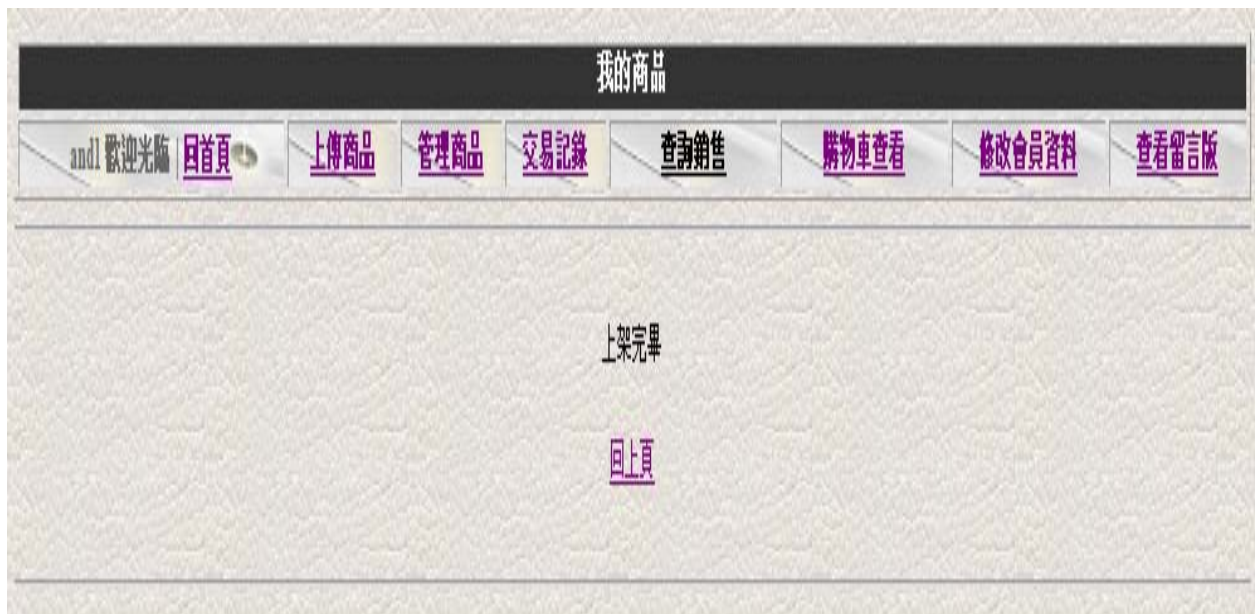 我的商品
and1 歡迎光臨 | 回首頁 上傳商品 管理商品 交易記錄 查詢銷售 購物車查看 修改會員資料 查看留言版
上架完畢
回上頁